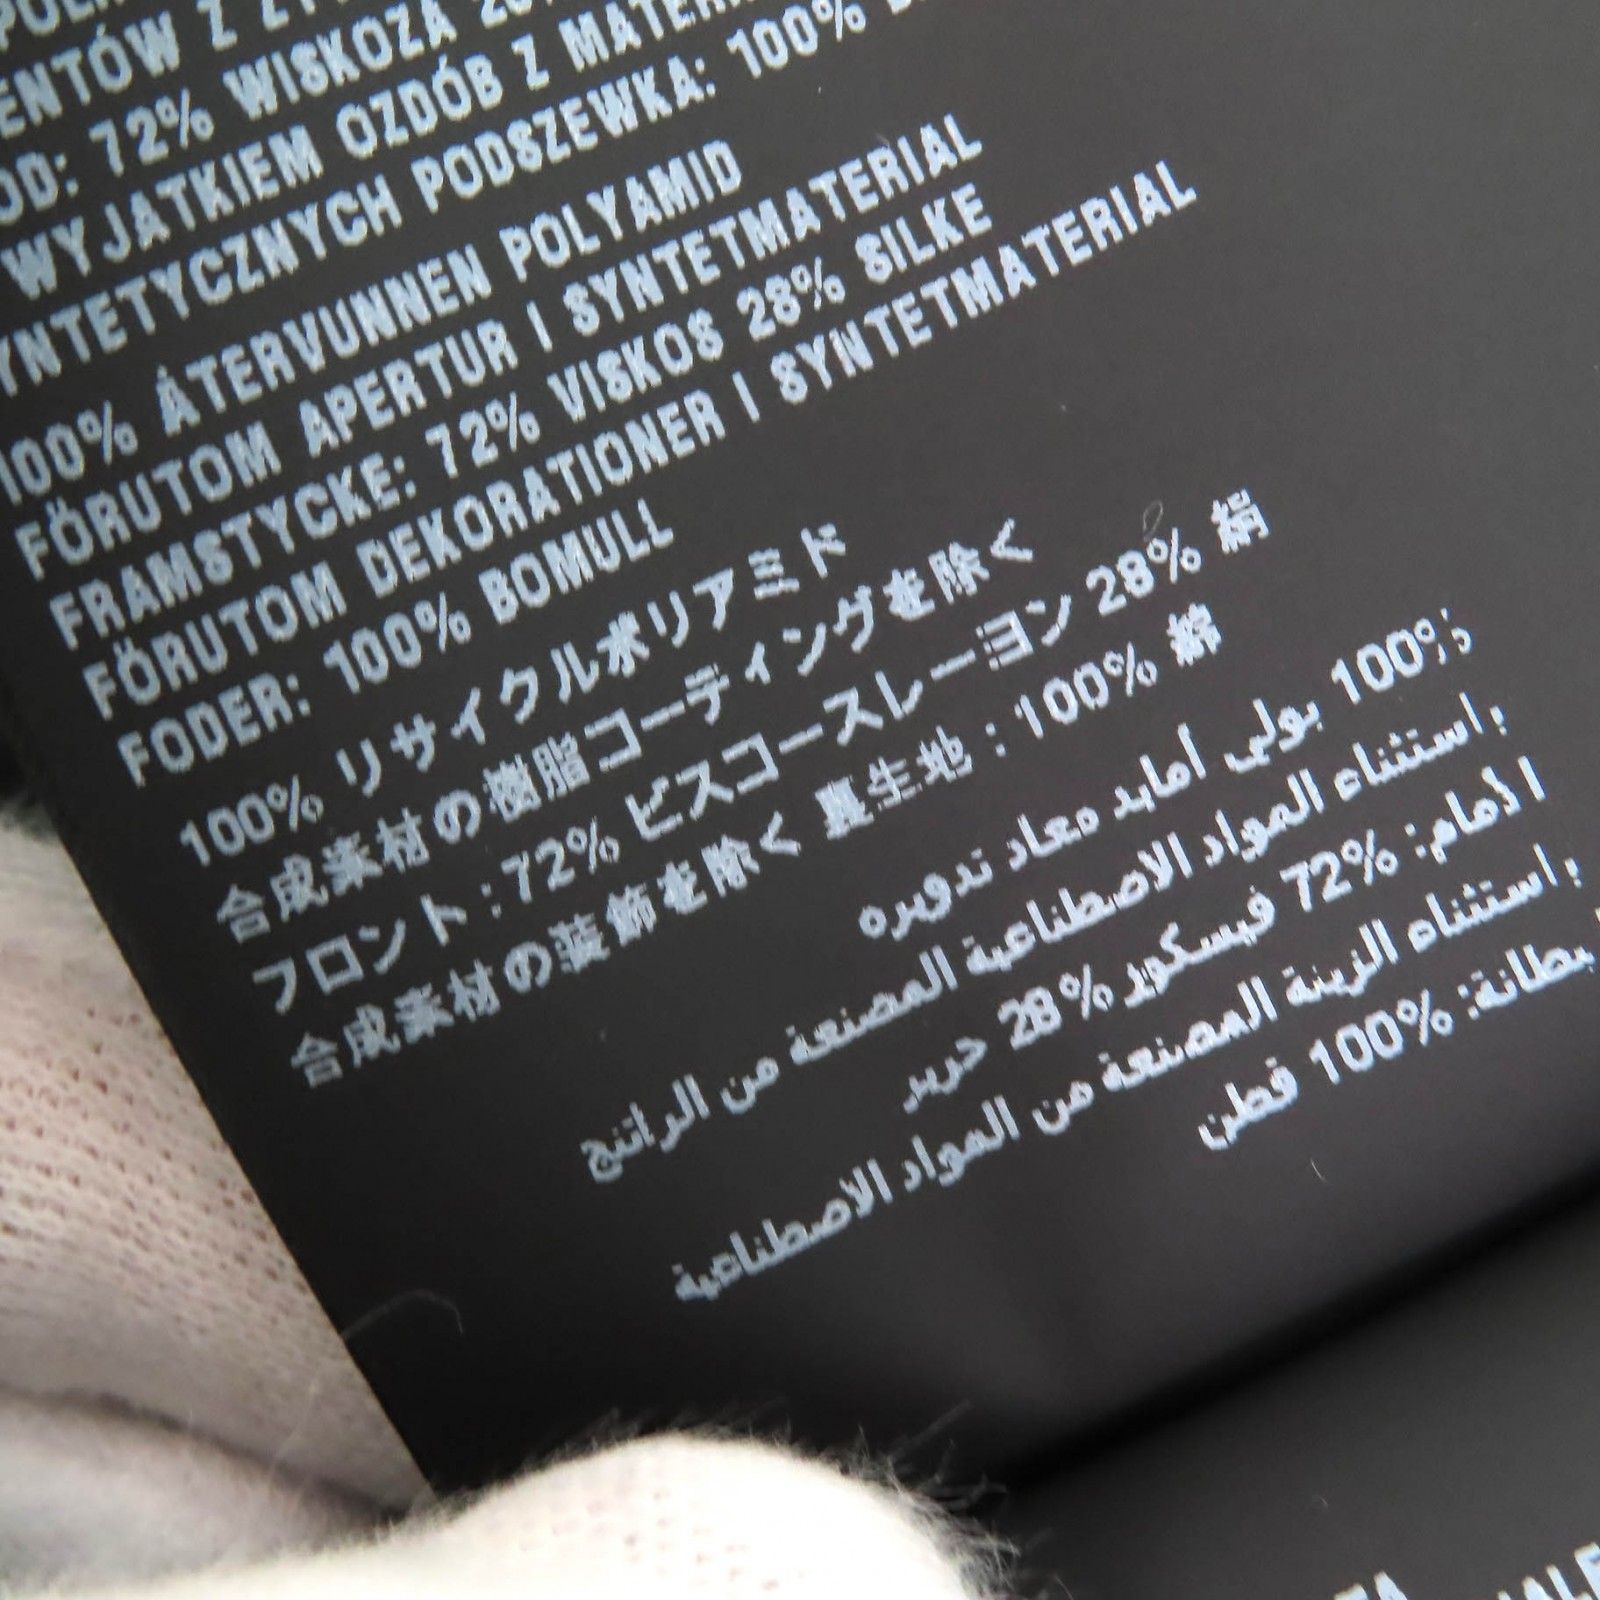 ENTÓW Z
OD: 72% WISKOZA
WYJATKIEM OZDÓB Z
NTETYCZNYCH PODSZEWKA: 100%
100% ÅTERVUNNEN POLYAMID
FÖRUTOM APERTUR I SYNTETMATERIAL
FRAMSTYCKE: 72% VISKOS 28% SILKE
FÖRUTOM DEKORATIONER I SYNTETMATERIAL
FODER: 100% BOMULL
100% リサイクルポリアミド
合成素材の樹脂コーティングを除く
フロント : 72% ビスコースレーヨン 28% 絹
合成素材の装飾を除く 裏生地 : 100% 綿
100% بولي أمايد معاد تدويره
باستثناء المواد الاصطناعية المصنعة من الراتنج
الأمام: 72% فيسكوز 28% حرير
باستثناء الزينة المصنعة من المواد الاصطناعية
بطانة: 100% قطن